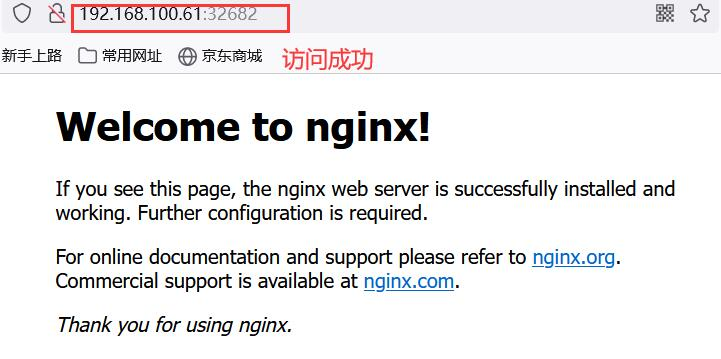 192.168.100.61:32682
新手上路 常用网址 京东商城 访问成功
Welcome to nginx!
If you see this page, the nginx web server is successfully installed and
working. Further configuration is required.
For online documentation and support please refer to nginx.org.
Commercial support is available at nginx.com.
Thank you for using nginx.